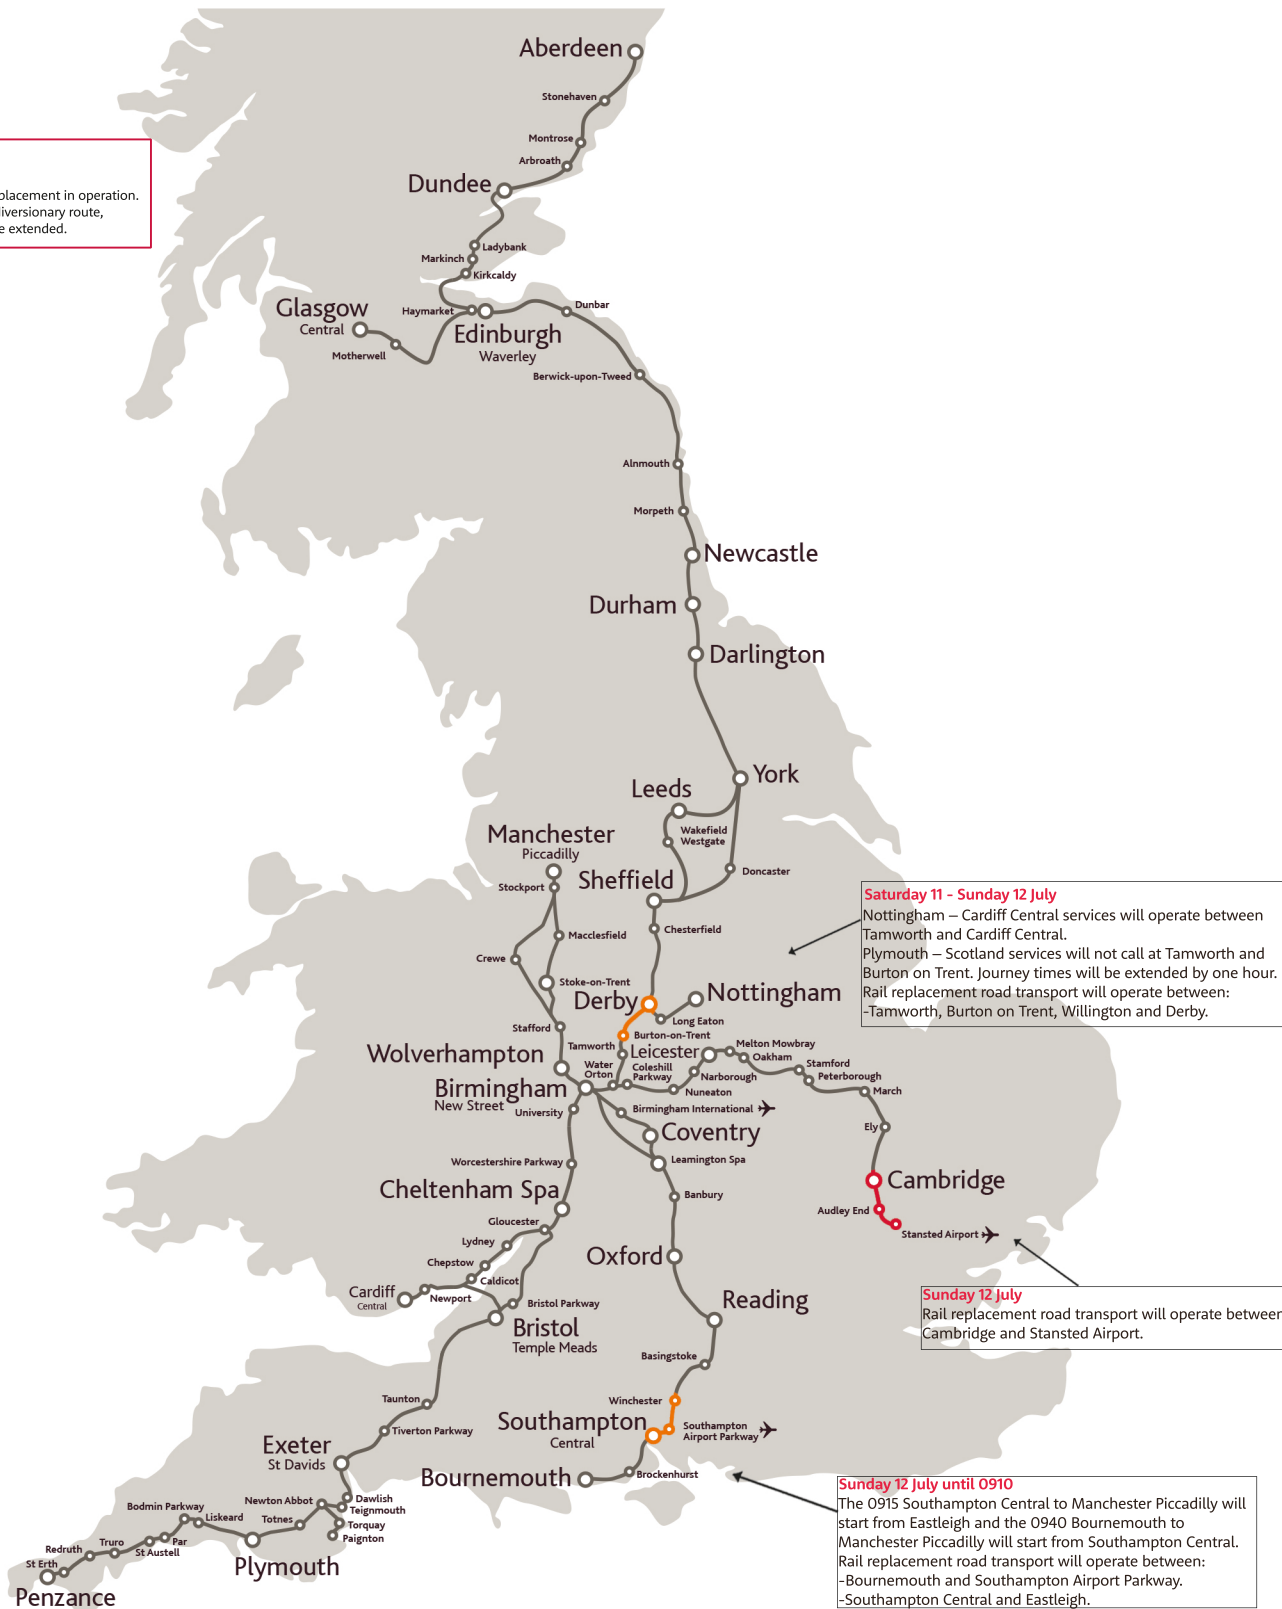 Aberdeen
Stonehaven
Montrose
Arbroath
placement in operation.
iversionary route,
e extended.
Dundee
Ladybank
Markinch
Kirkcaldy
Glasgow
Central
Haymarket
Dunbar
Edinburgh
Waverley
Motherwell
Berwick-upon-Tweed
Alnmouth
Morpeth
Newcastle
Durham
Darlington
York
Leeds
Wakefield
Westgate
Manchester
Piccadilly
Stockport
Sheffield
Doncaster
Chesterfield
Macclesfield
Crewe
Stoke-on-Trent
Saturday 11 - Sunday 12 July
Nottingham – Cardiff Central services will operate between
Tamworth and Cardiff Central.
Plymouth – Scotland services will not call at Tamworth and
Burton on Trent. Journey times will be extended by one hour.
Rail replacement road transport will operate between:
-Tamworth, Burton on Trent, Willington and Derby.
Derby
Nottingham
Long Eaton
Stafford
Burton-on-Trent
Tamworth
Leicester
Melton Mowbray
Oakham
Stamford
Peterborough
March
Wolverhampton
Water
Orton
Coleshill
Parkway
Narborough
Nuneaton
Birmingham
New Street
University
Birmingham International
Coventry
Ely
Leamington Spa
Worcestershire Parkway
Banbury
Cambridge
Cheltenham Spa
Audley End
Stansted Airport
Gloucester
Lydney
Chepstow
Caldicot
Oxford
Cardiff
Central
Newport
Bristol Parkway
Bristol
Temple Meads
Reading
Sunday 12 July
Rail replacement road transport will operate between
Cambridge and Stansted Airport.
Basingstoke
Taunton
Winchester
Tiverton Parkway
Southampton
Central
Southampton
Airport Parkway
Exeter
St Davids
Bournemouth
Brockenhurst
Sunday 12 July until 0910
The 0915 Southampton Central to Manchester Piccadilly will
start from Eastleigh and the 0940 Bournemouth to
Manchester Piccadilly will start from Southampton Central.
Rail replacement road transport will operate between:
-Bournemouth and Southampton Airport Parkway.
-Southampton Central and Eastleigh.
Newton Abbot
Dawlish
Teignmouth
Torquay
Paignton
Bodmin Parkway
Liskeard
Totnes
Truro
Par
St Austell
Redruth
St Erth
Plymouth
Penzance